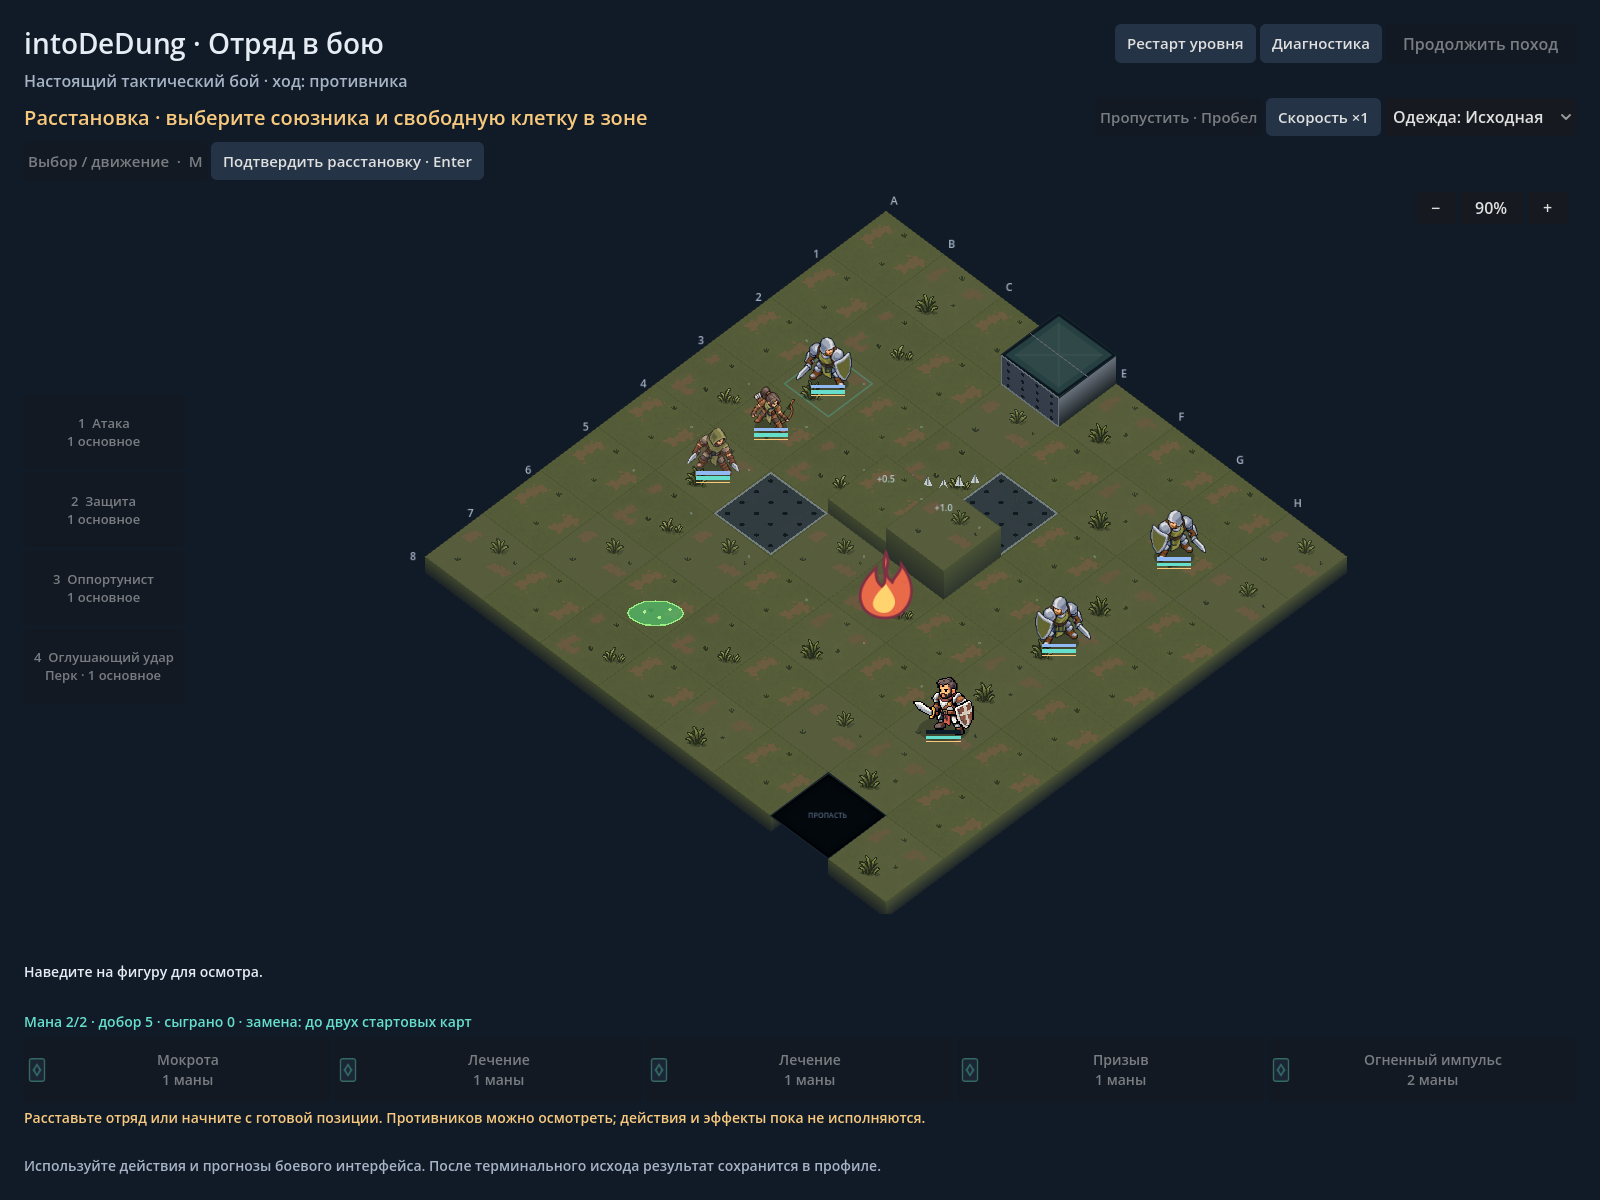 intoDeDung · Отряд в бою
Рестарт уровня
Диагностика
Продолжить поход
Настоящий тактический бой · ход: противника
Расстановка · выберите союзника и свободную клетку в зоне
Пропустить · Пробел
Скорость ×1
Одежда: Исходная
Выбор / движение · М
Подтвердить расстановку · Enter
− 90% +
A
B
C
E
F
G
H
1
2
3
4
5
6
7
8
+0.5
+1.0
ПРОПАСТЬ
1 Атака
1 основное
2 Защита
1 основное
3 Оппортунист
1 основное
4 Оглушающий удар
Перк · 1 основное
Наведите на фигуру для осмотра.
Мана 2/2 · добор 5 · сыграно 0 · замена: до двух стартовых карт
Мокрота
1 маны
Лечение
1 маны
Лечение
1 маны
Призыв
1 маны
Огненный импульс
2 маны
Расставьте отряд или начните с готовой позиции. Противников можно осмотреть; действия и эффекты пока не исполняются.
Используйте действия и прогнозы боевого интерфейса. После терминального исхода результат сохранится в профиле.